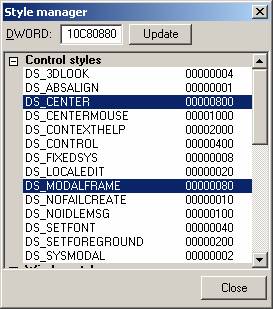 Style manager
DWORD: 10C80880 Update
Control styles
DS_3DLOOK 00000004
DS_ABSALIGN 00000001
DS_CENTER 00000800
DS_CENTERMOUSE 00001000
DS_CONTEXTHELP 00002000
DS_CONTROL 00000400
DS_FIXEDSYS 00000008
DS_LOCALEDIT 00000020
DS_MODALFRAME 00000080
DS_NOFAILCREATE 00000010
DS_NOIDLEMSG 00000100
DS_SETFONT 00000040
DS_SETFOREGROUND 00000200
DS_SYSMODAL 00000002
Close